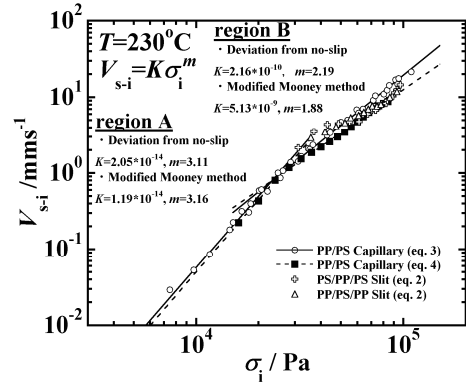 T=230°C
V s-i=Kσ i^m
region B
・ Deviation from no-slip
K=2.16*10^-10, m=2.19
・ Modified Mooney method
K=5.13*10^-9, m=1.88
region A
・ Deviation from no-slip
K=2.05*10^-14, m=3.11
・ Modified Mooney method
K=1.19*10^-14, m=3.16
10^2
10^1
10^0
10^-1
10^-2
V s-i /mms^-1
PP/PS Capillary (eq. 3)
PP/PS Capillary (eq. 4)
PS/PP/PS Slit (eq. 2)
PP/PS/PP Slit (eq. 2)
10^4
10^5
σ i / Pa